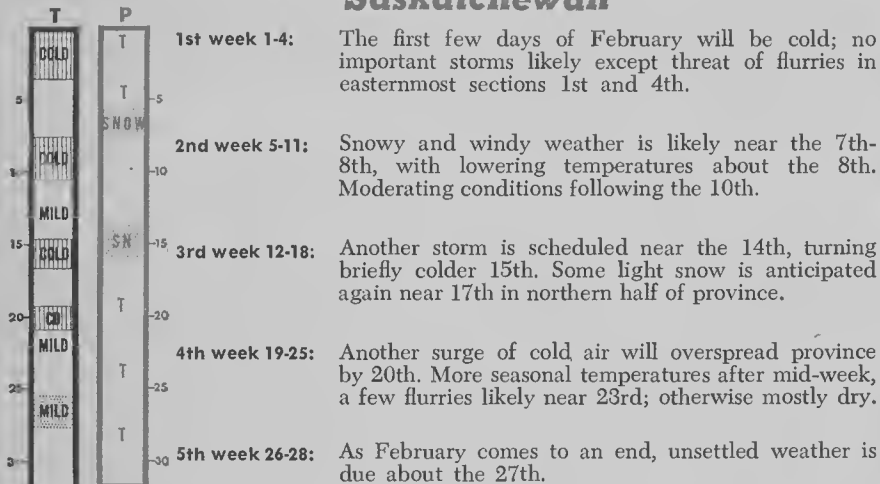 Saskatchewan
T P
COLD T
5 T 5
SNOW
COLD 10
MILD
15 COLD SN 15
T
20 CD 20
MILD
T
25 25
MILD
T
30
1st week 1-4: The first few days of February will be cold; no
important storms likely except threat of flurries in
easternmost sections 1st and 4th.
2nd week 5-11: Snowy and windy weather is likely near the 7th-
8th, with lowering temperatures about the 8th.
Moderating conditions following the 10th.
3rd week 12-18: Another storm is scheduled near the 14th, turning
briefly colder 15th. Some light snow is anticipated
again near 17th in northern half of province.
4th week 19-25: Another surge of cold air will overspread province
by 20th. More seasonal temperatures after mid-week,
a few flurries likely near 23rd; otherwise mostly dry.
5th week 26-28: As February comes to an end, unsettled weather is
due about the 27th.